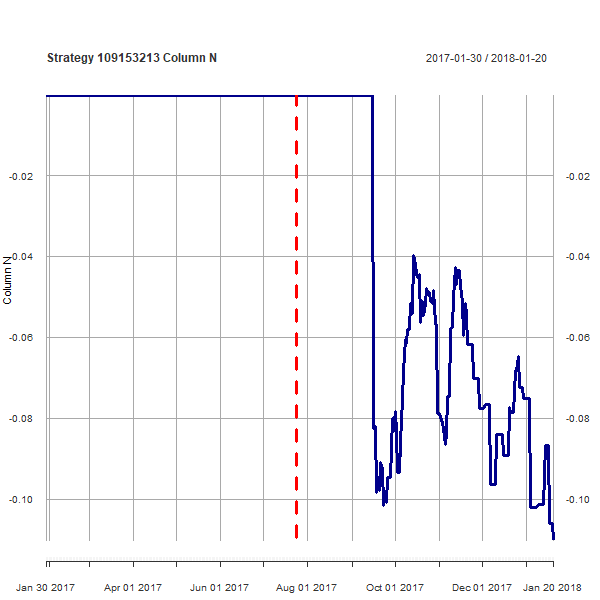 Strategy 109153213 Column N
2017-01-30 / 2018-01-20
-0.02 -0.02
-0.04 -0.04
Column N
-0.06 -0.06
-0.08 -0.08
-0.10 -0.10
Jan 30 2017 Apr 01 2017 Jun 01 2017 Aug 01 2017 Oct 01 2017 Dec 01 2017 Jan 20 2018